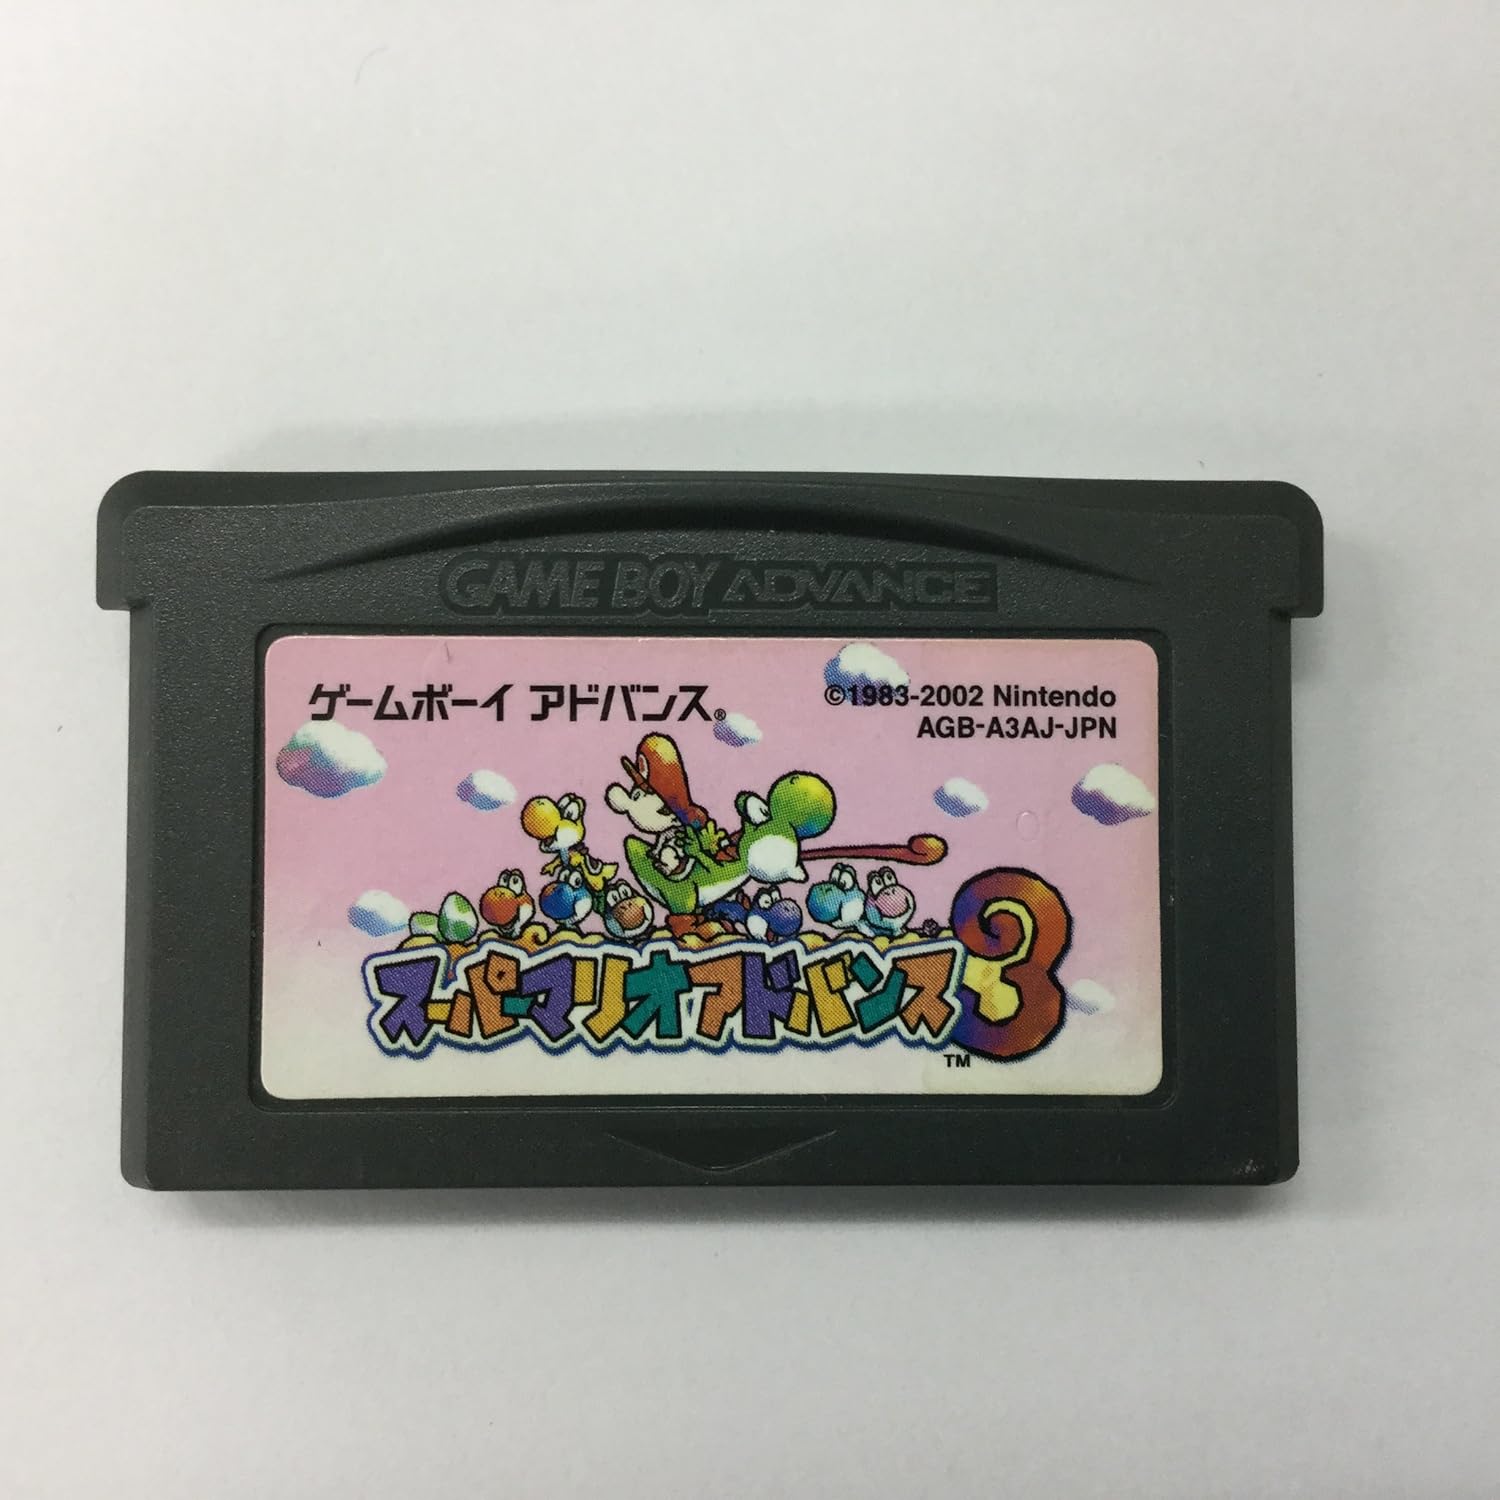 GAME BOY ADVANCE
ゲームボーイ アドバンス®
©1983-2002 Nintendo
AGB-A3AJ-JPN
スーパーマリオアドバンス3
TM